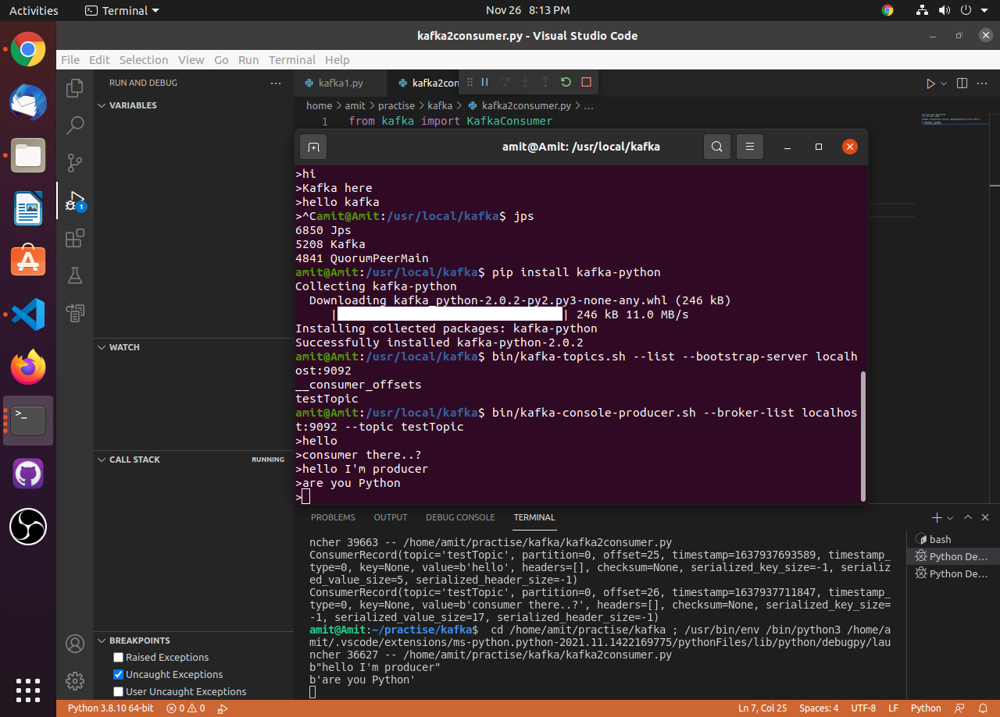 Activities
Terminal
Nov 26 8:13 PM
kafka2consumer.py - Visual Studio Code
File Edit Selection View Go Run Terminal Help
RUN AND DEBUG
VARIABLES
WATCH
CALL STACK
RUNNING
BREAKPOINTS
Raised Exceptions
Uncaught Exceptions
User Uncaught Exceptions
1
kafka1.py
kafka2con
home > amit > practise > kafka > kafka2consumer.py > ...
1 from kafka import KafkaConsumer
amit@Amit: /usr/local/kafka
>hi
>Kafka here
>hello kafka
>^Camit@Amit:/usr/local/kafka$ jps
6850 Jps
5208 Kafka
4841 QuorumPeerMain
amit@Amit:/usr/local/kafka$ pip install kafka-python
Collecting kafka-python
  Downloading kafka_python-2.0.2-py2.py3-none-any.whl (246 kB)
| | 246 kB 11.0 MB/s
Installing collected packages: kafka-python
Successfully installed kafka-python-2.0.2
amit@Amit:/usr/local/kafka$ bin/kafka-topics.sh --list --bootstrap-server localh
ost:9092
__consumer_offsets
testTopic
amit@Amit:/usr/local/kafka$ bin/kafka-console-producer.sh --broker-list localhos
t:9092 --topic testTopic
>hello
>consumer there..?
>hello I'm producer
>are you Python
>
PROBLEMS OUTPUT DEBUG CONSOLE TERMINAL
ncher 39663 -- /home/amit/practise/kafka/kafka2consumer.py
ConsumerRecord(topic='testTopic', partition=0, offset=25, timestamp=1637937693589, timestamp_
type=0, key=None, value=b'hello', headers=[], checksum=None, serialized_key_size=-1, serializ
ed_value_size=5, serialized_header_size=-1)
ConsumerRecord(topic='testTopic', partition=0, offset=26, timestamp=1637937711847, timestamp_
type=0, key=None, value=b'consumer there..?', headers=[], checksum=None, serialized_key_size=
-1, serialized_value_size=17, serialized_header_size=-1)
amit@Amit:~/practise/kafka$  cd /home/amit/practise/kafka ; /usr/bin/env /bin/python3 /home/a
mit/.vscode/extensions/ms-python.python-2021.11.1422169775/pythonFiles/lib/python/debugpy/lau
ncher 36627 -- /home/amit/practise/kafka/kafka2consumer.py
b"hello I'm producer"
b'are you Python'
bash
Python De...
Python De...
Python 3.8.10 64-bit
0 0
Ln 7, Col 25
Spaces: 4
UTF-8
LF
Python